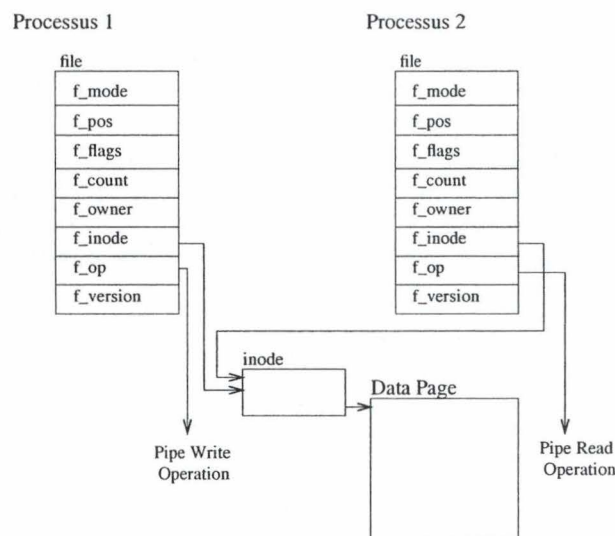 Processus 1
Processus 2
file
f_mode
f_pos
f_flags
f_count
f_owner
f_inode
f_op
f_version
file
f_mode
f_pos
f_flags
f_count
f_owner
f_inode
f_op
f_version
inode
Data Page
Pipe Write
Operation
Pipe Read
Operation